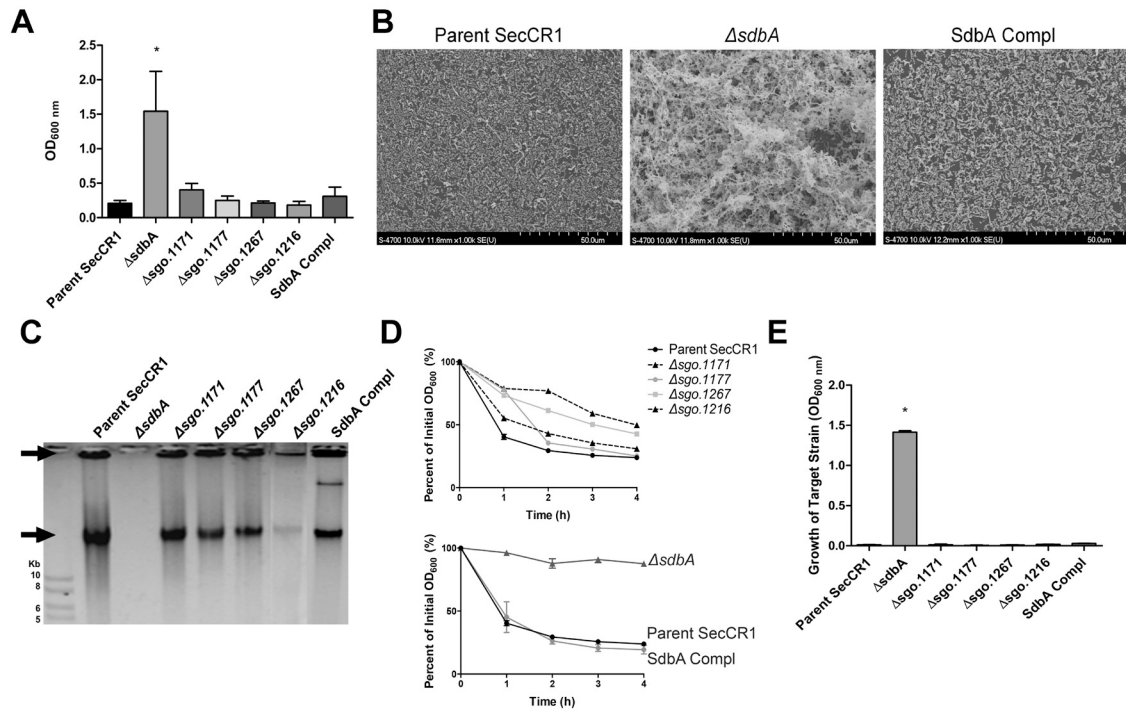 A
2.5
2.0
1.5
1.0
0.5
0.0
OD600 nm
*
Parent SecCR1
ΔsdbA
Δsgo.1171
Δsgo.1177
Δsgo.1267
Δsgo.1216
SdbA Compl
B
Parent SecCR1
ΔsdbA
SdbA Compl
S-4700 10.0kV 11.6mm x1.00k SE(U) 50.0um
S-4700 10.0kV 11.8mm x1.00k SE(U) 50.0um
S-4700 10.0kV 12.2mm x1.00k SE(U) 50.0um
C
Parent SecCR1
ΔsdbA
Δsgo.1171
Δsgo.1177
Δsgo.1267
Δsgo.1216
SdbA Compl
Kb
10
8
6
5
D
Percent of Initial OD600 (%)
100
50
0
0 1 2 3 4
Time (h)
Parent SecCR1
Δsgo.1171
Δsgo.1177
Δsgo.1267
Δsgo.1216
Percent of Initial OD600 (%)
100
50
0
0 1 2 3 4
Time (h)
ΔsdbA
Parent SecCR1
SdbA Compl
E
Growth of Target Strain (OD600 nm)
2.0
1.5
1.0
0.5
0.0
*
Parent SecCR1
ΔsdbA
Δsgo.1171
Δsgo.1177
Δsgo.1267
Δsgo.1216
SdbA Compl